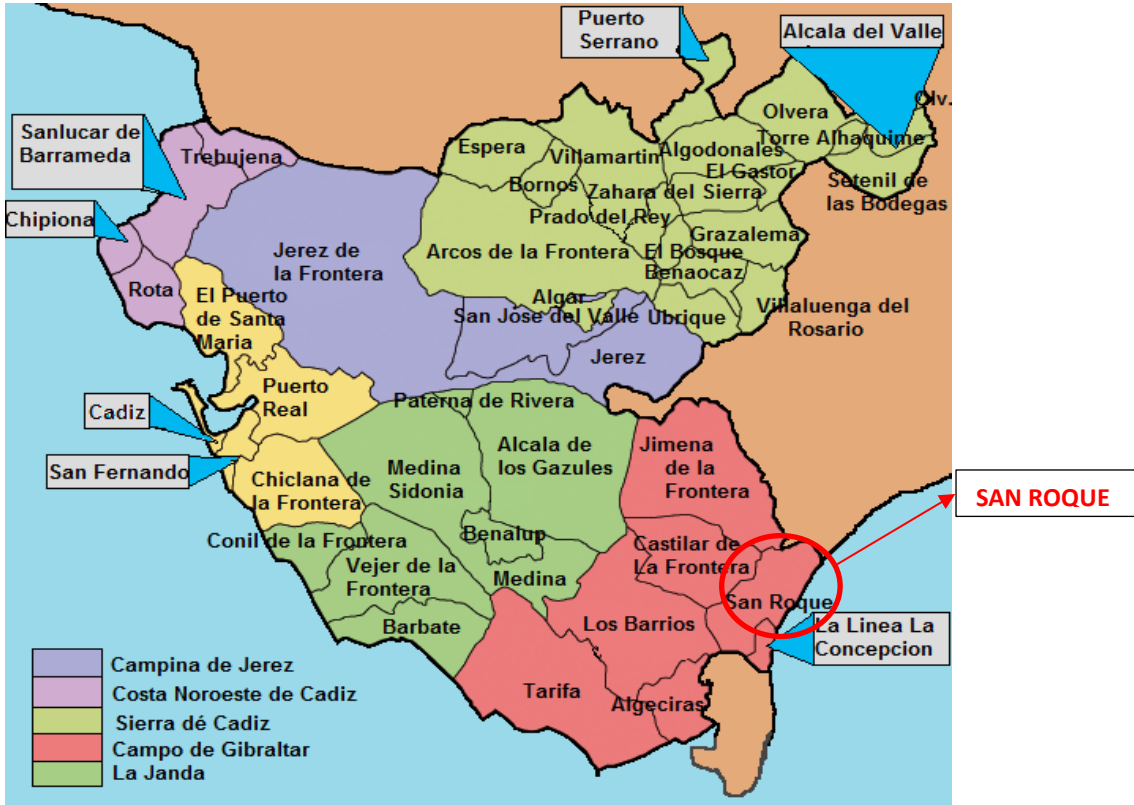 Puerto
Serrano
Alcala del Valle
Olv.
Olvera
Sanlucar de
Barrameda
Trebujena
Espera
Villamartin
Algodonales
Torre Alhaquime
El Gastor
Bornos
Zahara del Sierra
Setenil de
las Bodegas
Chipiona
Prado del Rey
Grazalema
Jerez de
la Frontera
Arcos de la Frontera
El Bosque
Benaocaz
Rota
El Puerto
de Santa
Maria
Algar
San Jose del Valle
Ubrique
Villaluenga del
Rosario
Jerez
Puerto
Real
Paterna de Rivera
Cadiz
Alcala de
los Gazules
Jimena
de la
Frontera
San Fernando
Chiclana de
la Frontera
Medina
Sidonia
SAN ROQUE
Conil de la Frontera
Benalup
Castilar de
La Frontera
Vejer de la
Frontera
Medina
San Roque
Barbate
Los Barrios
La Linea La
Concepcion
Tarifa
Algeciras
Campina de Jerez
Costa Noroeste de Cadiz
Sierra dé Cadiz
Campo de Gibraltar
La Janda